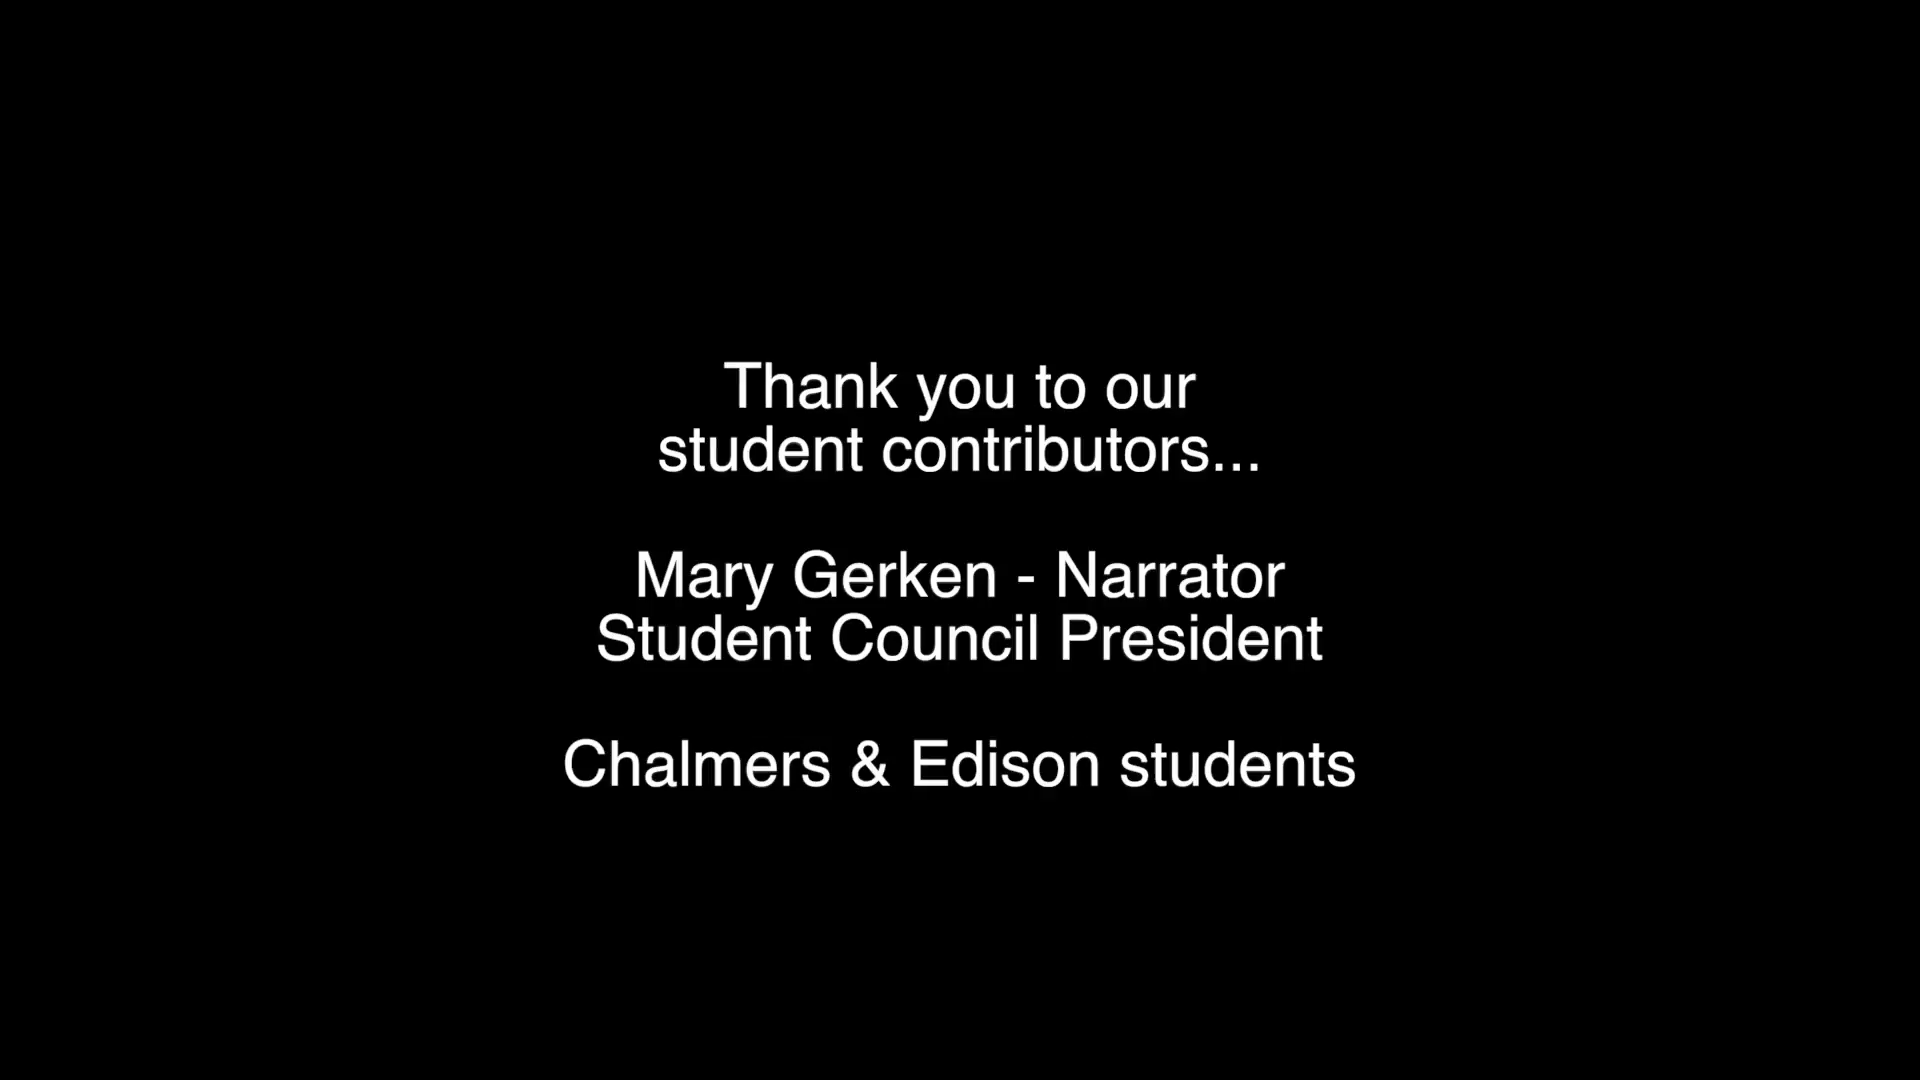 Thank you to our
student contributors...
Mary Gerken - Narrator
Student Council President
Chalmers & Edison students